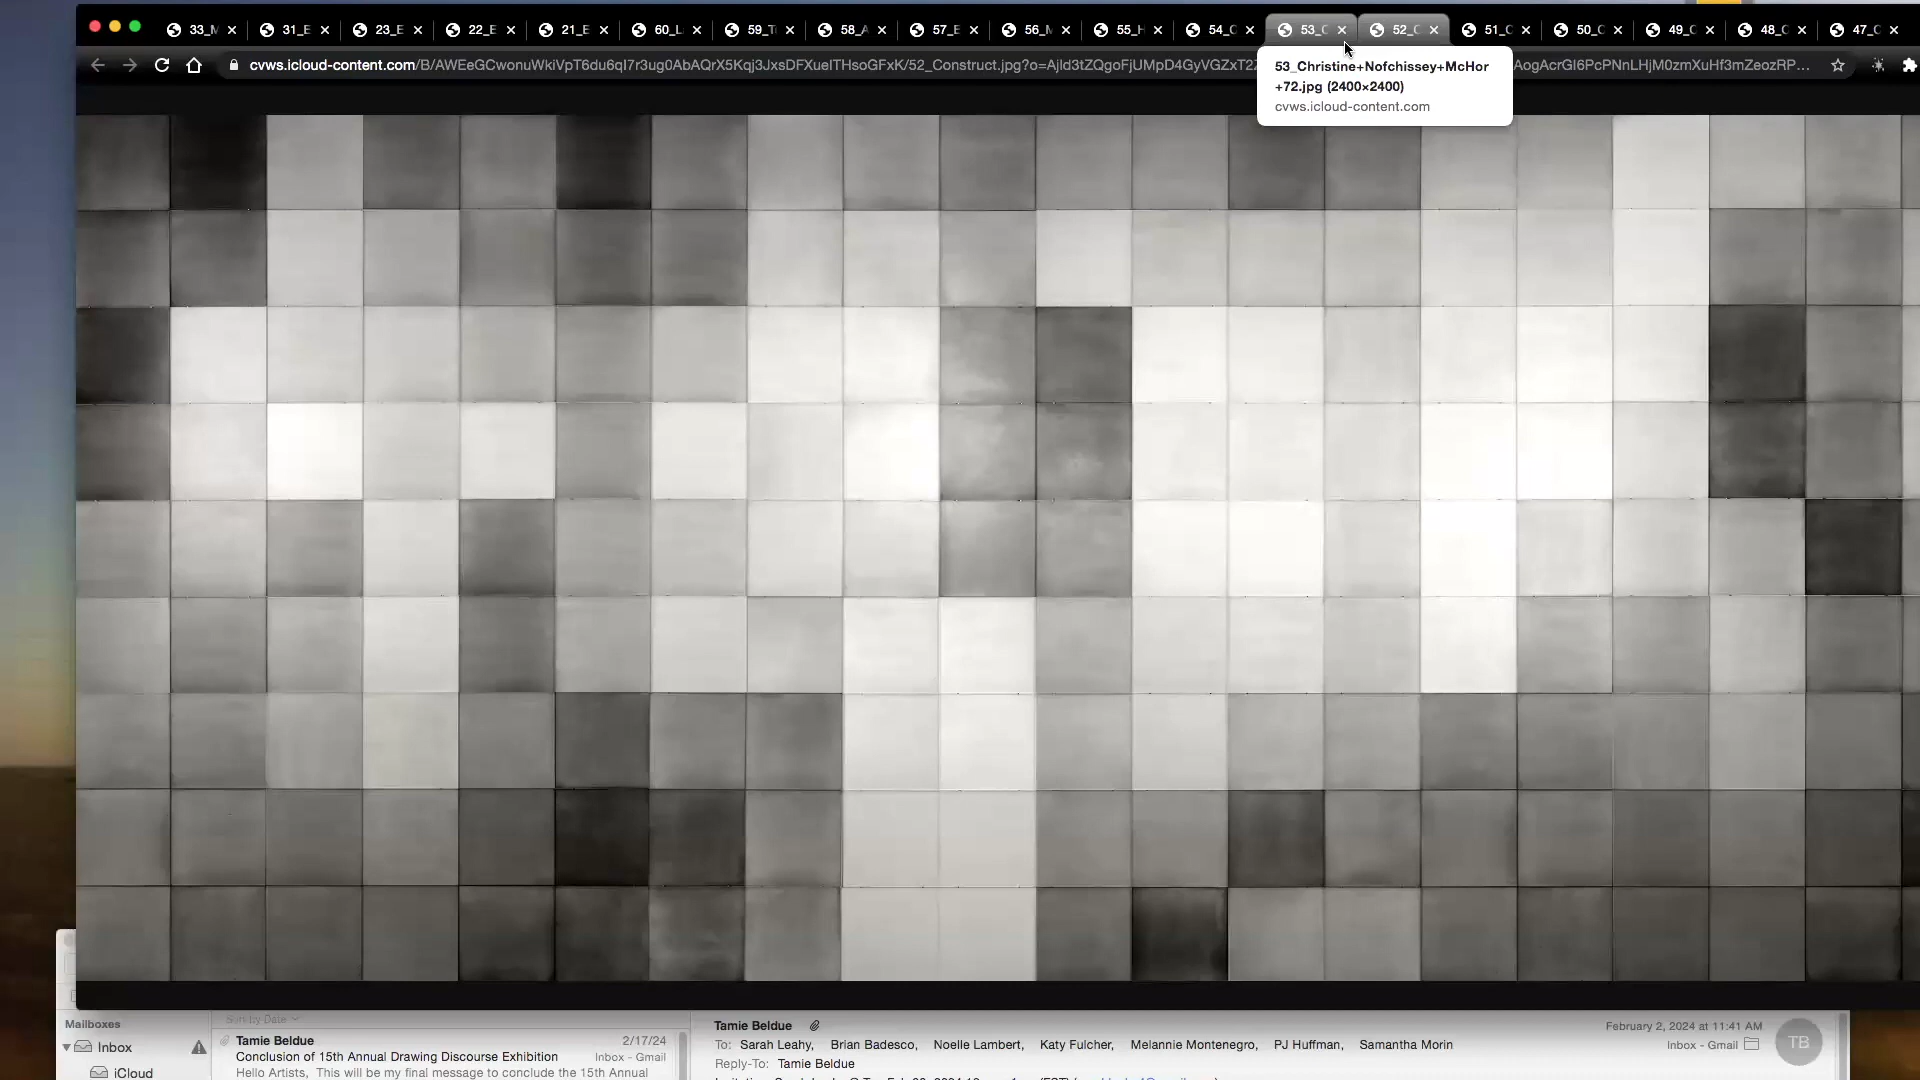 33_M
31_E
23_E
22_E
21_E
60_L
59_T
58_A
57_E
56_M
55_H
54_C
53_C
52_C
51_C
50_C
49_C
48_C
47_C
cvws.icloud-content.com/B/AWEeGCwonuWkiVpT6du6qI7r3ug0AbAQrX5Kqj3JxsDFXueITHsoGFxK/52_Construct.jpg?o=AjId3tZQgoFjUMpD4GyVGZxT2Z
AogAcrGl6PcPNnLHjM0zmXuHf3mZeozRP...
53_Christine+Nofchissey+McHor
+72.jpg (2400×2400)
cvws.icloud-content.com
Mailboxes
Inbox
iCloud
Sort by Date
Tamie Beldue 2/17/24
Conclusion of 15th Annual Drawing Discourse Exhibition Inbox - Gmail
Hello Artists, This will be my final message to conclude the 15th Annual
Tamie Beldue February 2, 2024 at 11:41 AM
To: Sarah Leahy, Brian Badesco, Noelle Lambert, Katy Fulcher, Melannie Montenegro, PJ Huffman, Samantha Morin Inbox - Gmail
Reply-To: Tamie Beldue
TB